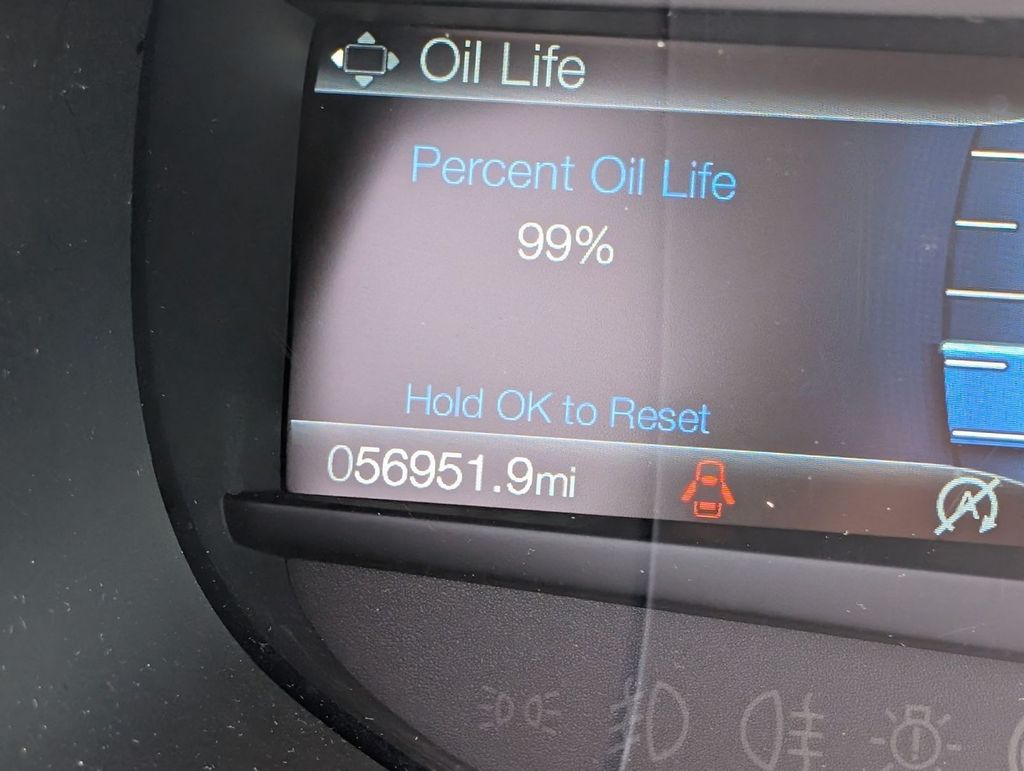 Oil Life
Percent Oil Life
99%
Hold OK to Reset
056951.9mi
A